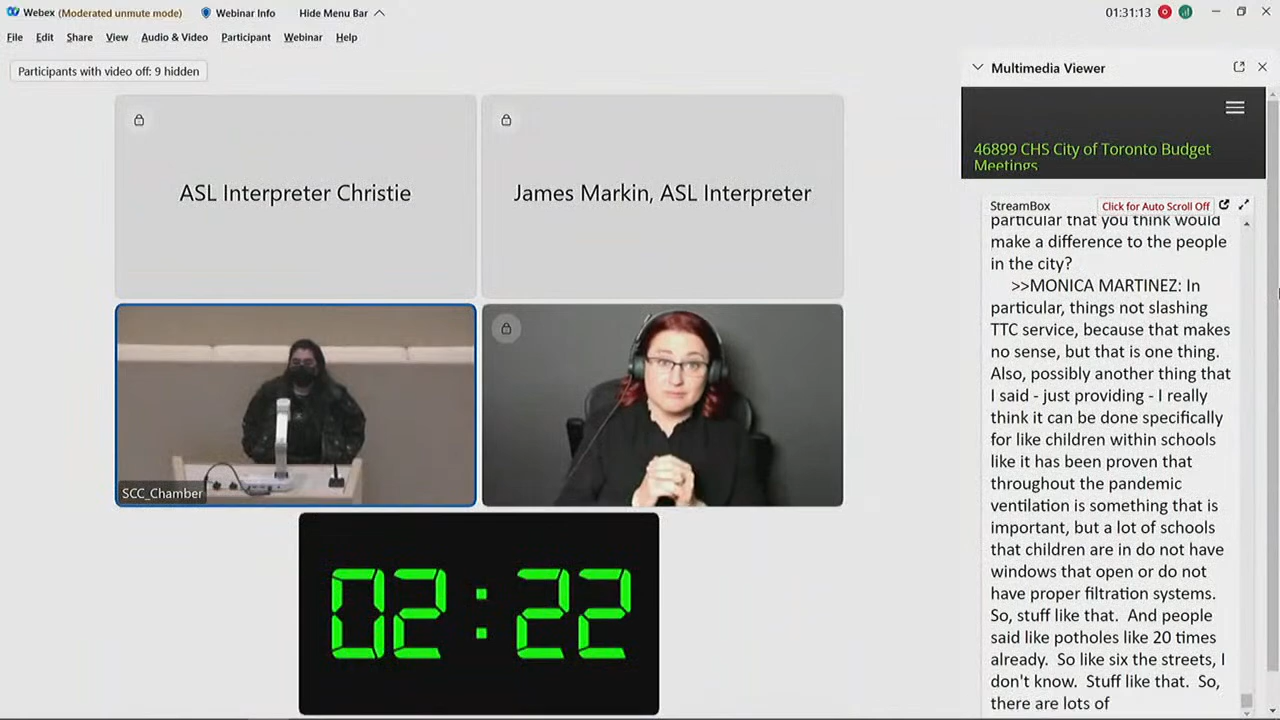 Webex (Moderated unmute mode) Webinar Info Hide Menu Bar 01:31:13
File Edit Share View Audio & Video Participant Webinar Help
Participants with video off: 9 hidden
ASL Interpreter Christie
James Markin, ASL Interpreter
SCC_Chamber
02:22
Multimedia Viewer
46899 CHS City of Toronto Budget
Meetings
StreamBox Click for Auto Scroll Off
particular that you think would
make a difference to the people
in the city?
>>MONICA MARTINEZ: In
particular, things not slashing
TTC service, because that makes
no sense, but that is one thing.
Also, possibly another thing that
I said - just providing - I really
think it can be done specifically
for like children within schools
like it has been proven that
throughout the pandemic
ventilation is something that is
important, but a lot of schools
that children are in do not have
windows that open or do not
have proper filtration systems.
So, stuff like that. And people
said like potholes like 20 times
already. So like six the streets, I
don't know. Stuff like that. So,
there are lots of